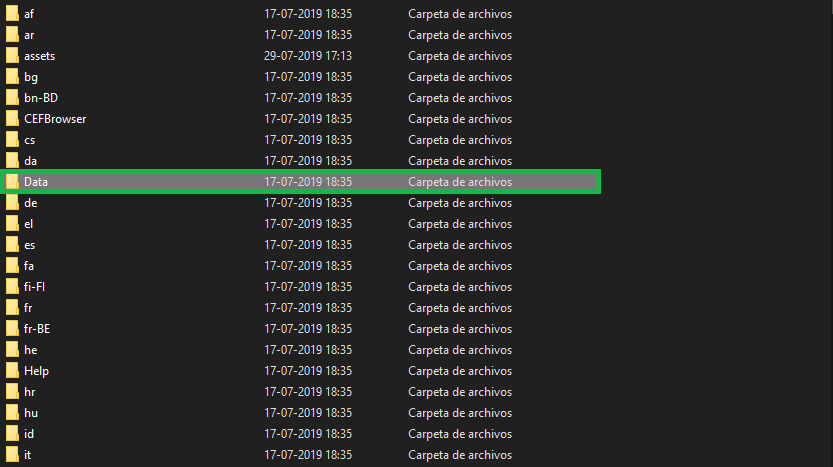 af 17-07-2019 18:35 Carpeta de archivos
ar 17-07-2019 18:35 Carpeta de archivos
assets 29-07-2019 17:13 Carpeta de archivos
bg 17-07-2019 18:35 Carpeta de archivos
bn-BD 17-07-2019 18:35 Carpeta de archivos
CEFBrowser 17-07-2019 18:35 Carpeta de archivos
cs 17-07-2019 18:35 Carpeta de archivos
da 17-07-2019 18:35 Carpeta de archivos
Data 17-07-2019 18:35 Carpeta de archivos
de 17-07-2019 18:35 Carpeta de archivos
el 17-07-2019 18:35 Carpeta de archivos
es 17-07-2019 18:35 Carpeta de archivos
fa 17-07-2019 18:35 Carpeta de archivos
fi-FI 17-07-2019 18:35 Carpeta de archivos
fr 17-07-2019 18:35 Carpeta de archivos
fr-BE 17-07-2019 18:35 Carpeta de archivos
he 17-07-2019 18:35 Carpeta de archivos
Help 17-07-2019 18:35 Carpeta de archivos
hr 17-07-2019 18:35 Carpeta de archivos
hu 17-07-2019 18:35 Carpeta de archivos
id 17-07-2019 18:35 Carpeta de archivos
it 17-07-2019 18:35 Carpeta de archivos